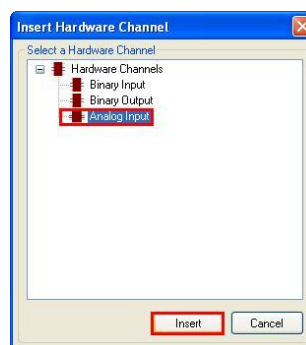 Insert Hardware Channel
Select a Hardware Channel
Hardware Channels
Binary Input
Binary Output
Analog Input
Insert Cancel